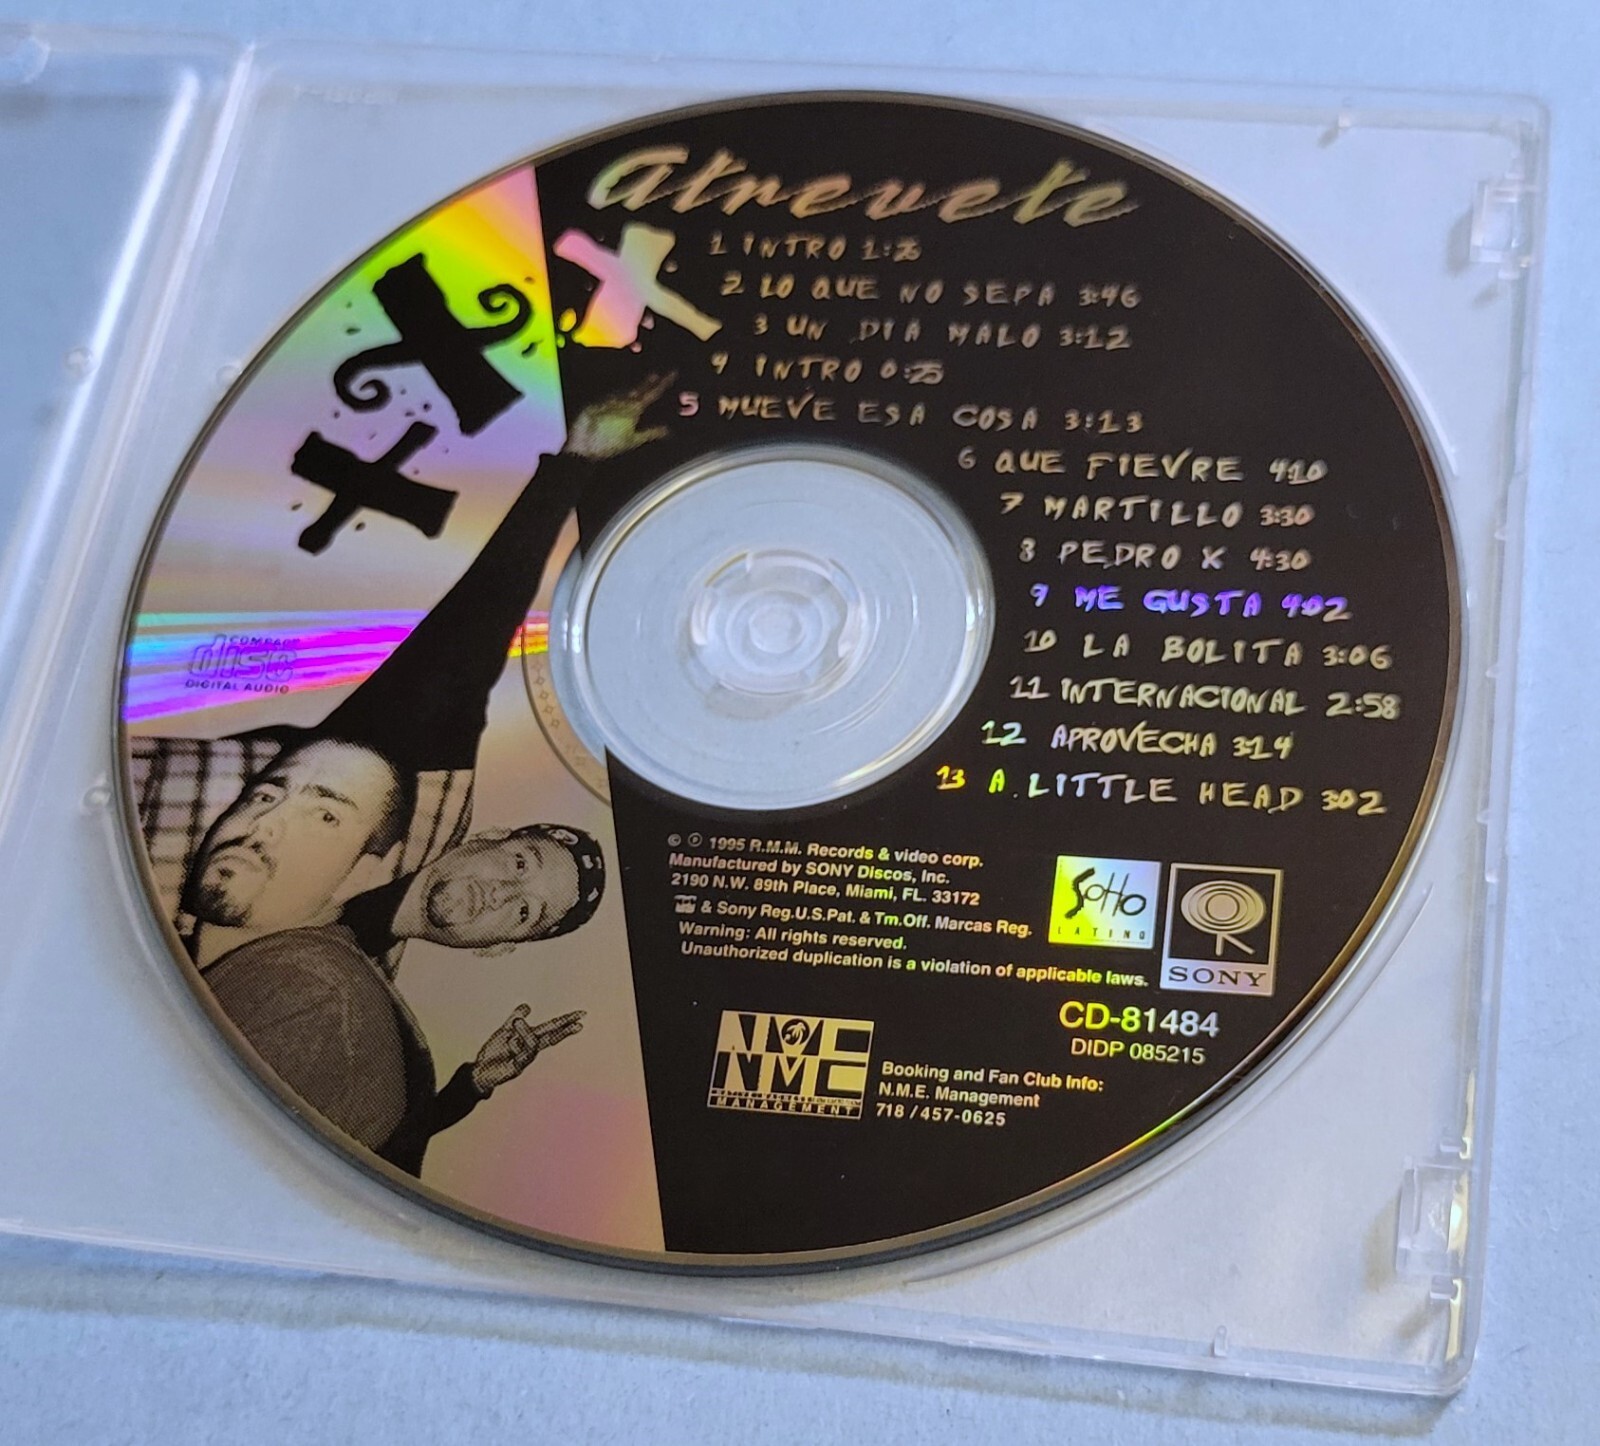 atrevete
1 INTRO 1:25
2 LO QUE NO SEPA 3:46
3 UN DIA MALO 3:12
4 INTRO 0:25
5 MUEVE ESA COSA 3:13
6 QUE FIEVRE 4:10
7 MARTILLO 3:30
8 PEDRO X 4:30
9 ME GUSTA 4:02
10 LA BOLITA 3:06
11 INTERNACIONAL 2:58
12 APROVECHA 3:14
13 A LITTLE HEAD 3:02
COMPACT
disc
DIGITAL AUDIO
© ℗ 1995 R.M.M. Records & video corp.
Manufactured by SONY Discos, Inc.
2190 N.W. 89th Place, Miami, FL. 33172
& Sony Reg.U.S.Pat. & Tm.Off. Marcas Reg.
Warning: All rights reserved.
Unauthorized duplication is a violation of applicable laws.
SoHo
LATINO
SONY
CD-81484
DIDP 085215
NME
NME
MANAGEMENT
Booking and Fan Club Info:
N.M.E. Management
718 / 457-0625